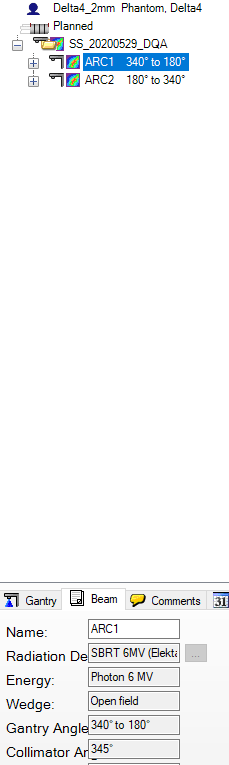 Delta4_2mm Phantom, Delta4
Planned
SS_20200529_DQA
ARC1 340° to 180°
ARC2 180° to 340°
Gantry Beam Comments 31
Name: ARC1
Radiation De SBRT 6MV (Elekta ...
Energy: Photon 6 MV
Wedge: Open field
Gantry Angle 340° to 180°
Collimator An 345°